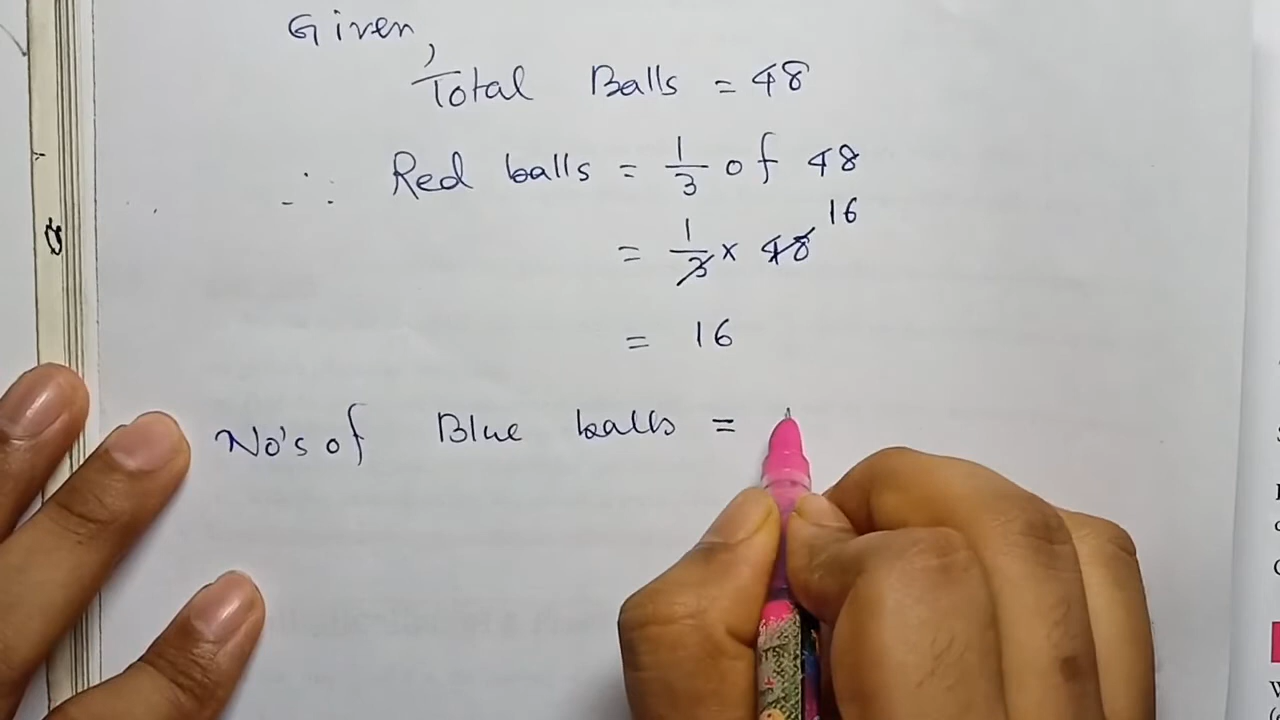 Given,
Total Balls = 48
∴ Red balls = 1/3 of 48
= 1/3 × 48 16
= 16
No's of Blue balls =